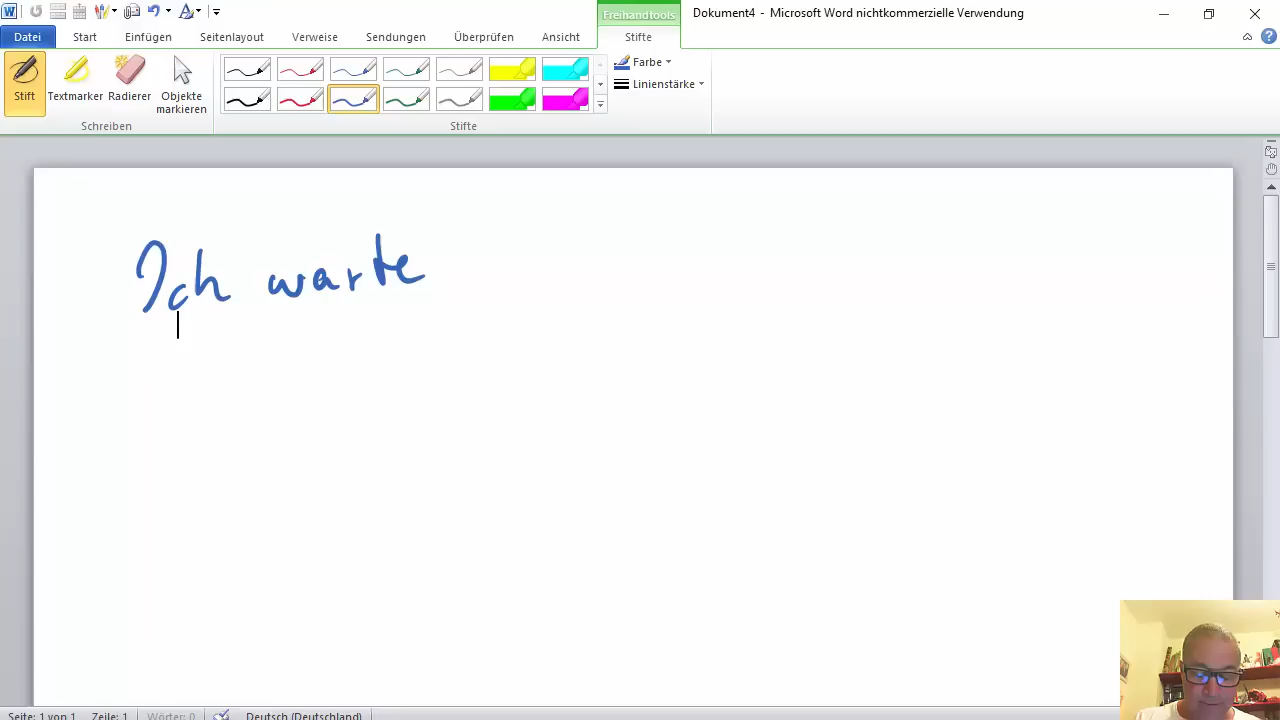 Freihandtools
Dokument4 - Microsoft Word nichtkommerzielle Verwendung
Datei Start Einfügen Seitenlayout Verweise Sendungen Überprüfen Ansicht Stifte
Stift Textmarker Radierer Objekte markieren
Farbe
Linienstärke
Schreiben Stifte
Ich warte
Seite: 1 von 1 Zeile: 1 Wörter: 0 Deutsch (Deutschland)